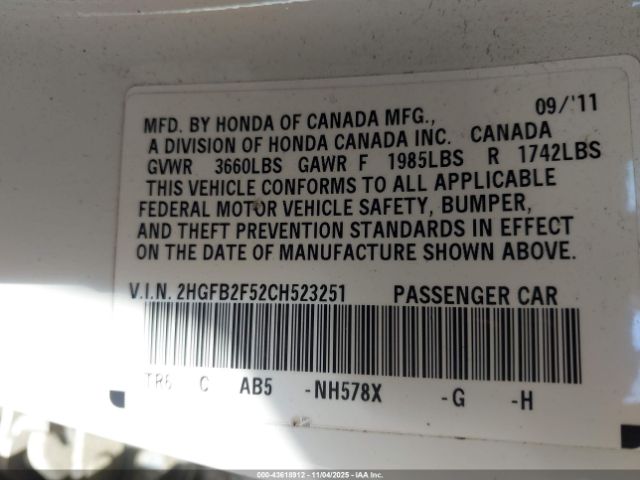 09/'11
MFD. BY HONDA OF CANADA MFG.,
A DIVISION OF HONDA CANADA INC. CANADA
GVWR 3660LBS GAWR F 1985LBS R 1742LBS
THIS VEHICLE CONFORMS TO ALL APPLICABLE
FEDERAL MOTOR VEHICLE SAFETY, BUMPER,
AND THEFT PREVENTION STANDARDS IN EFFECT
ON THE DATE OF MANUFACTURE SHOWN ABOVE.
V.I.N. 2HGFB2F52CH523251 PASSENGER CAR
TR6 C AB5 -NH578X -G -H
000-43618912 - 11/04/2025 - IAA Inc.